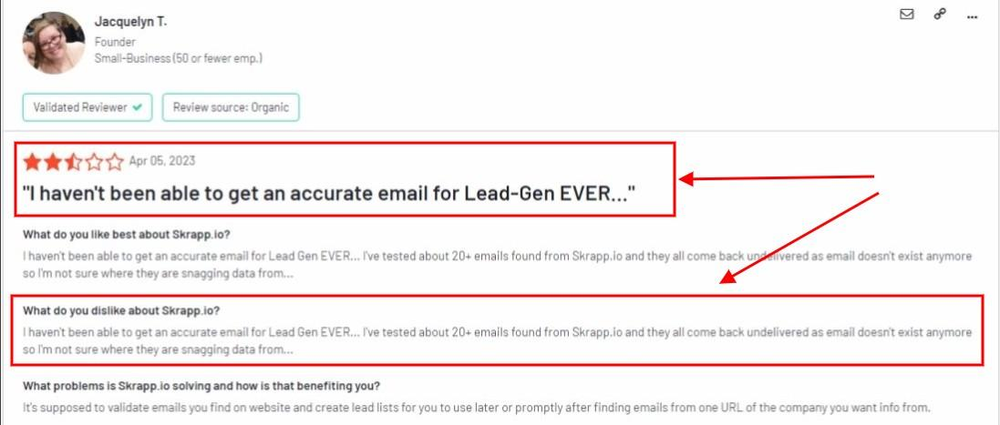 Jacquelyn T.
Founder
Small-Business (50 or fewer emp.)
Validated Reviewer
Review source: Organic
Apr 05, 2023
"I haven't been able to get an accurate email for Lead-Gen EVER..."
What do you like best about Skrapp.io?
I haven't been able to get an accurate email for Lead Gen EVER... I've tested about 20+ emails found from Skrapp.io and they all come back undelivered as email doesn't exist anymore
so I'm not sure where they are snagging data from...
What do you dislike about Skrapp.io?
I haven't been able to get an accurate email for Lead Gen EVER... I've tested about 20+ emails found from Skrapp.io and they all come back undelivered as email doesn't exist anymore
so I'm not sure where they are snagging data from...
What problems is Skrapp.io solving and how is that benefiting you?
It's supposed to validate emails you find on website and create lead lists for you to use later or promptly after finding emails from one URL of the company you want info from.